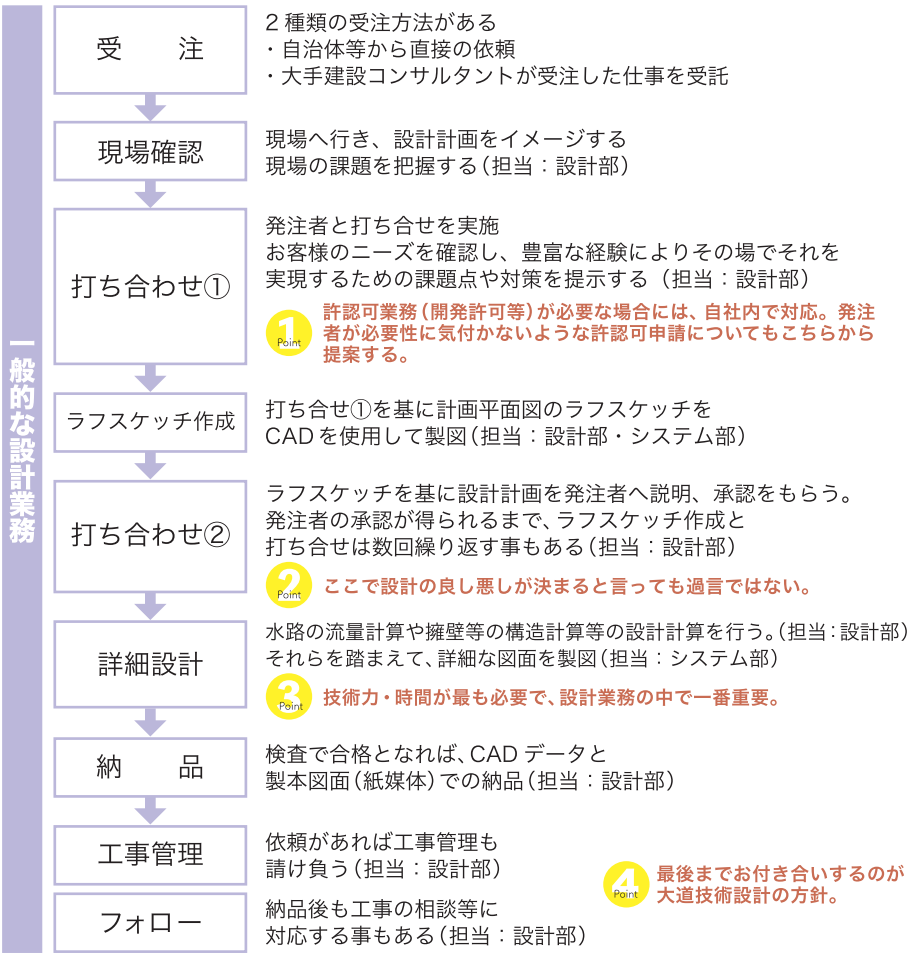 一般的な設計業務
受　注
2種類の受注方法がある
・自治体等から直接の依頼
・大手建設コンサルタントが受注した仕事を受託
現場確認
現場へ行き、設計計画をイメージする
現場の課題を把握する（担当：設計部）
打ち合わせ①
発注者と打ち合せを実施
お客様のニーズを確認し、豊富な経験によりその場でそれを
実現するための課題点や対策を提示する（担当：設計部）
1 Point
許認可業務（開発許可等）が必要な場合には、自社内で対応。発注
者が必要性に気付かないような許認可申請についてもこちらから
提案する。
ラフスケッチ作成
打ち合せ①を基に計画平面図のラフスケッチを
CADを使用して製図（担当：設計部・システム部）
打ち合わせ②
ラフスケッチを基に設計計画を発注者へ説明、承認をもらう。
発注者の承認が得られるまで、ラフスケッチ作成と
打ち合せは数回繰り返す事もある（担当：設計部）
2 Point
ここで設計の良し悪しが決まると言っても過言ではない。
詳細設計
水路の流量計算や擁壁等の構造計算等の設計計算を行う。（担当：設計部）
それらを踏まえて、詳細な図面を製図（担当：システム部）
3 Point
技術力・時間が最も必要で、設計業務の中で一番重要。
納　品
検査で合格となれば、CADデータと
製本図面（紙媒体）での納品（担当：設計部）
工事管理
依頼があれば工事管理も
請け負う（担当：設計部）
フォロー
納品後も工事の相談等に
対応する事もある（担当：設計部）
4 Point
最後までお付き合いするのが
大道技術設計の方針。